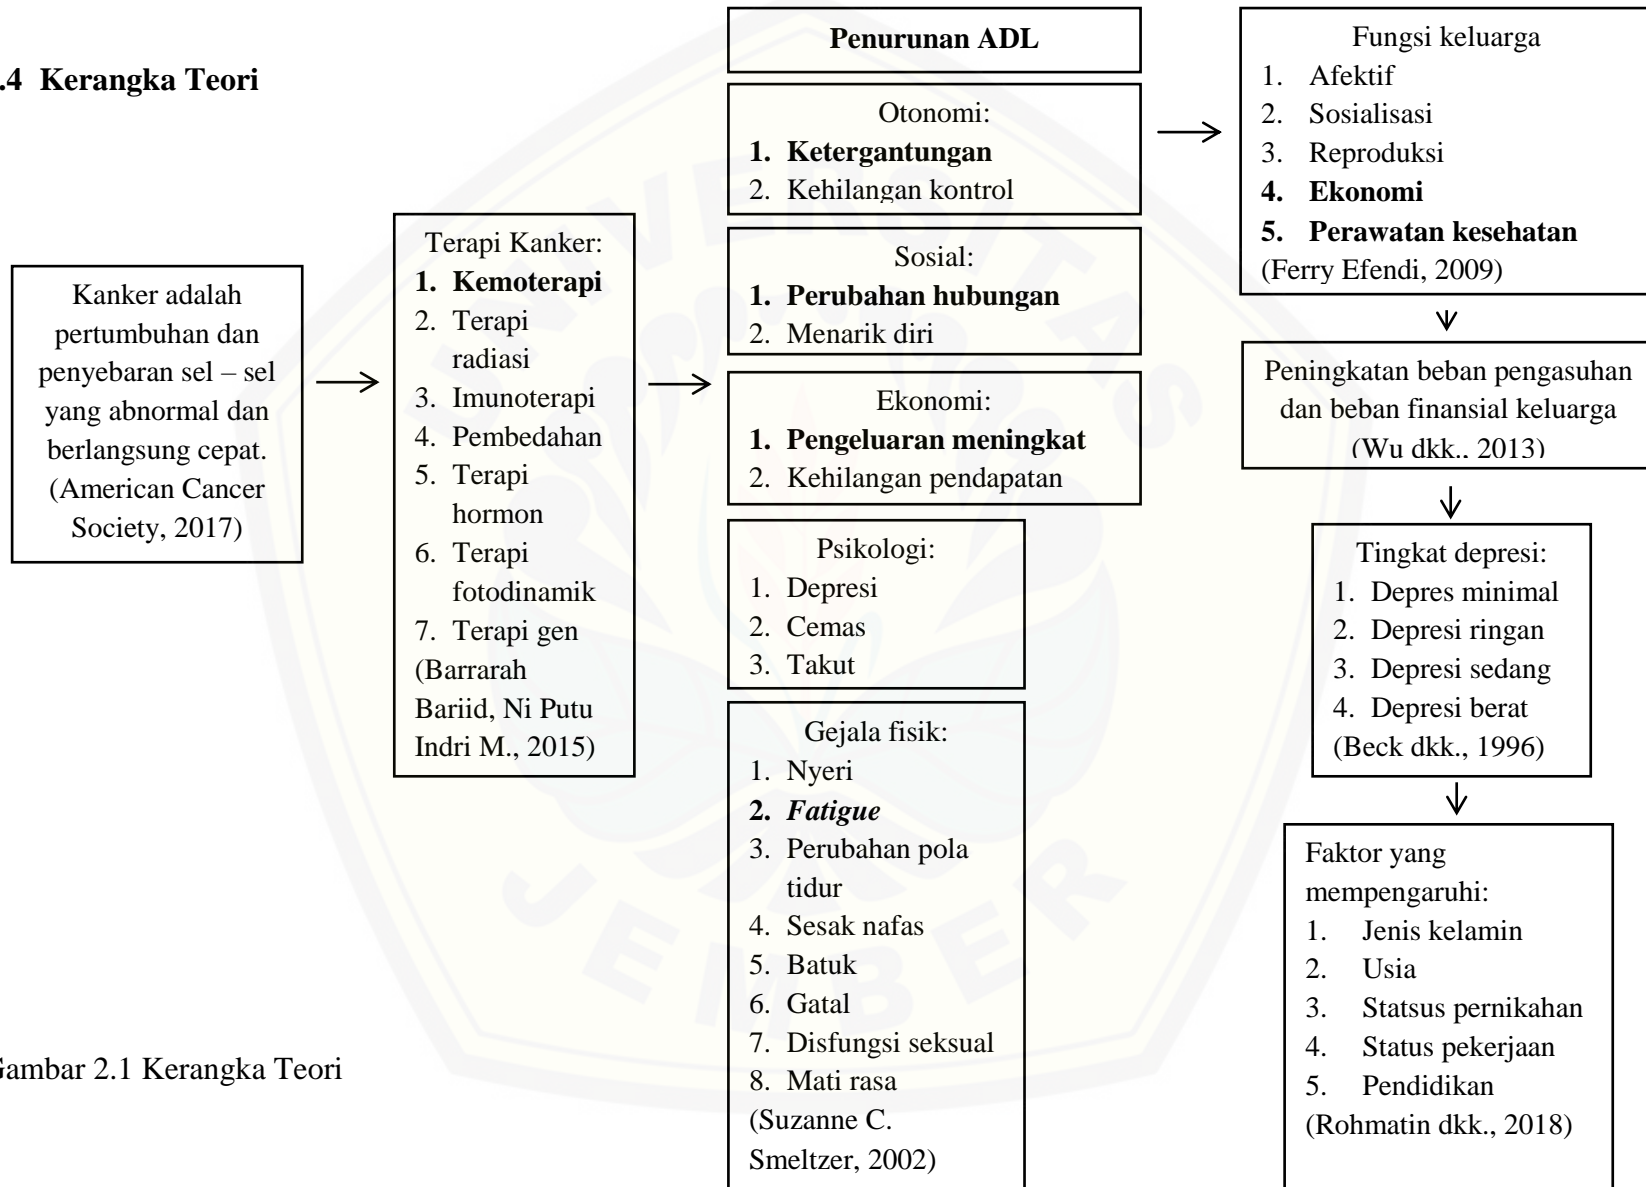 .4 Kerangka Teori
Kanker adalah
pertumbuhan dan
penyebaran sel – sel
yang abnormal dan
berlangsung cepat.
(American Cancer
Society, 2017)
Terapi Kanker:
1. Kemoterapi
2. Terapi
radiasi
3. Imunoterapi
4. Pembedahan
5. Terapi
hormon
6. Terapi
fotodinamik
7. Terapi gen
(Barrarah
Bariid, Ni Putu
Indri M., 2015)
Penurunan ADL
Otonomi:
1. Ketergantungan
2. Kehilangan kontrol
Sosial:
1. Perubahan hubungan
2. Menarik diri
Ekonomi:
1. Pengeluaran meningkat
2. Kehilangan pendapatan
Psikologi:
1. Depresi
2. Cemas
3. Takut
Gejala fisik:
1. Nyeri
2. Fatigue
3. Perubahan pola
tidur
4. Sesak nafas
5. Batuk
6. Gatal
7. Disfungsi seksual
8. Mati rasa
(Suzanne C.
Smeltzer, 2002)
Fungsi keluarga
1. Afektif
2. Sosialisasi
3. Reproduksi
4. Ekonomi
5. Perawatan kesehatan
(Ferry Efendi, 2009)
Peningkatan beban pengasuhan
dan beban finansial keluarga
(Wu dkk., 2013)
Tingkat depresi:
1. Depres minimal
2. Depresi ringan
3. Depresi sedang
4. Depresi berat
(Beck dkk., 1996)
Faktor yang
mempengaruhi:
1. Jenis kelamin
2. Usia
3. Statsus pernikahan
4. Status pekerjaan
5. Pendidikan
(Rohmatin dkk., 2018)
Gambar 2.1 Kerangka Teori
UNIVERSITAS
JEMBER